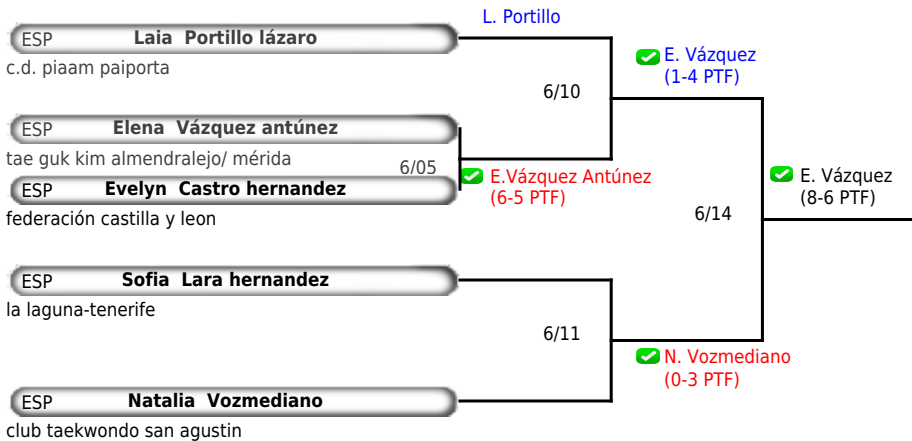 L. Portillo
ESP Laia Portillo lázaro
c.d. piaam paiporta
E. Vázquez
(1-4 PTF)
6/10
ESP Elena Vázquez antúnez
tae guk kim almendralejo/ mérida
6/05
E.Vázquez Antúnez
(6-5 PTF)
E. Vázquez
(8-6 PTF)
ESP Evelyn Castro hernandez
federación castilla y leon
6/14
ESP Sofia Lara hernandez
la laguna-tenerife
6/11
N. Vozmediano
(0-3 PTF)
ESP Natalia Vozmediano
club taekwondo san agustin